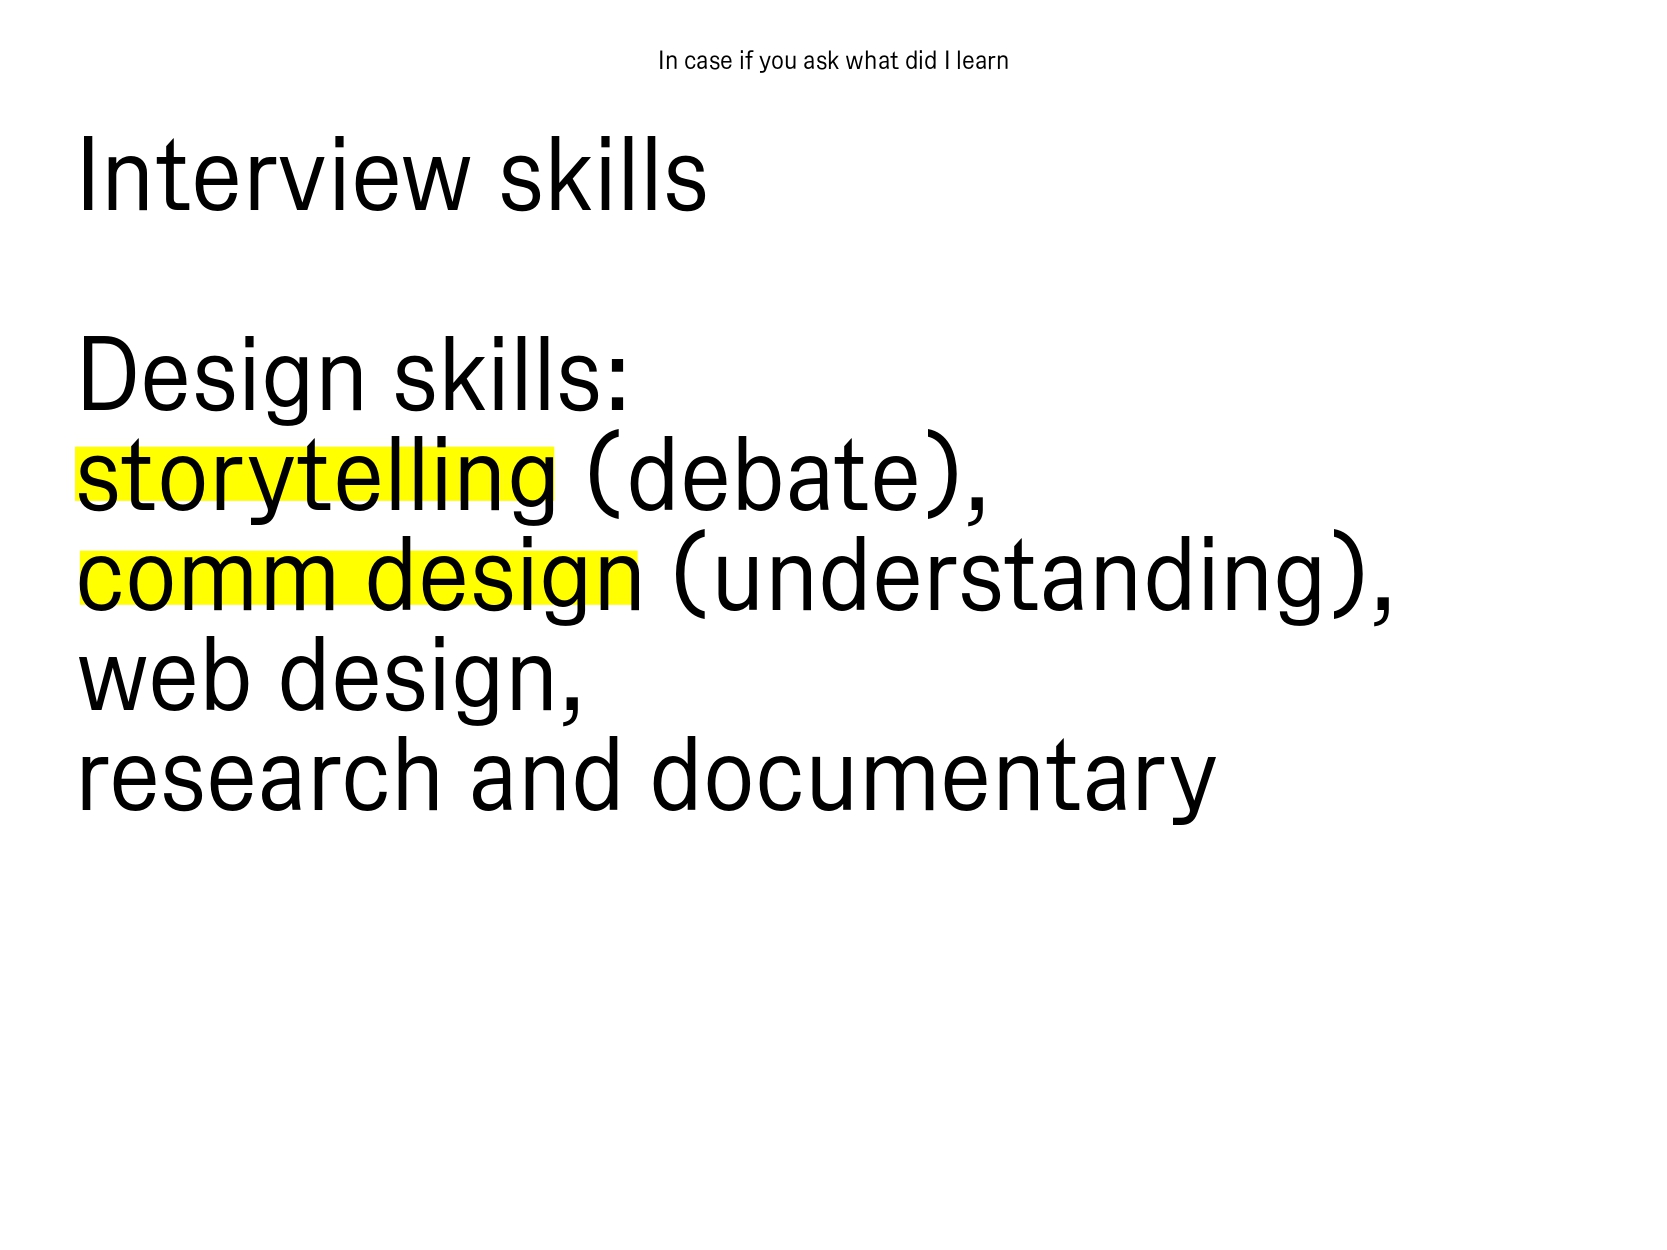 In case if you ask what did I learn
Interview skills
Design skills:
storytelling (debate),
comm design (understanding),
web design,
research and documentary